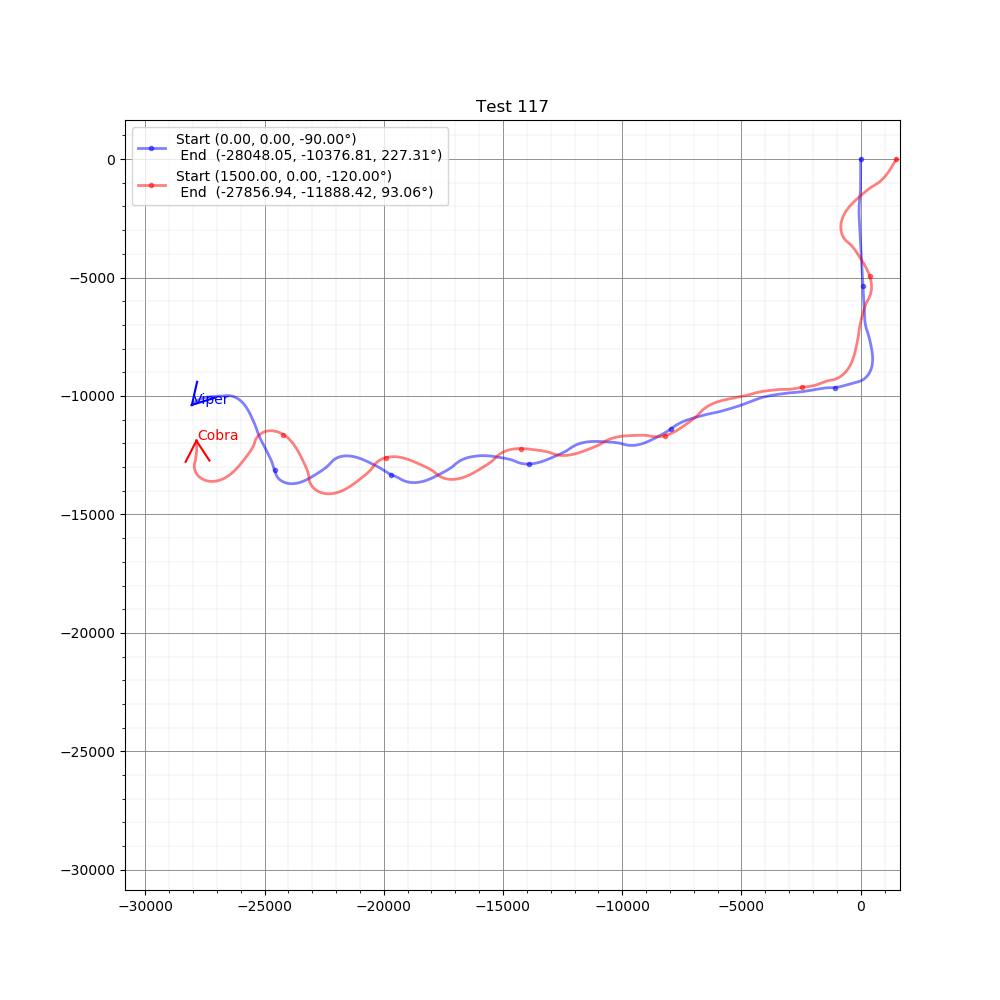 Test 117
Start (0.00, 0.00, -90.00°)
End (-28048.05, -10376.81, 227.31°)
Start (1500.00, 0.00, -120.00°)
End (-27856.94, -11888.42, 93.06°)
0
−5000
−10000
−15000
−20000
−25000
−30000
Viper
Cobra
−30000 −25000 −20000 −15000 −10000 −5000 0